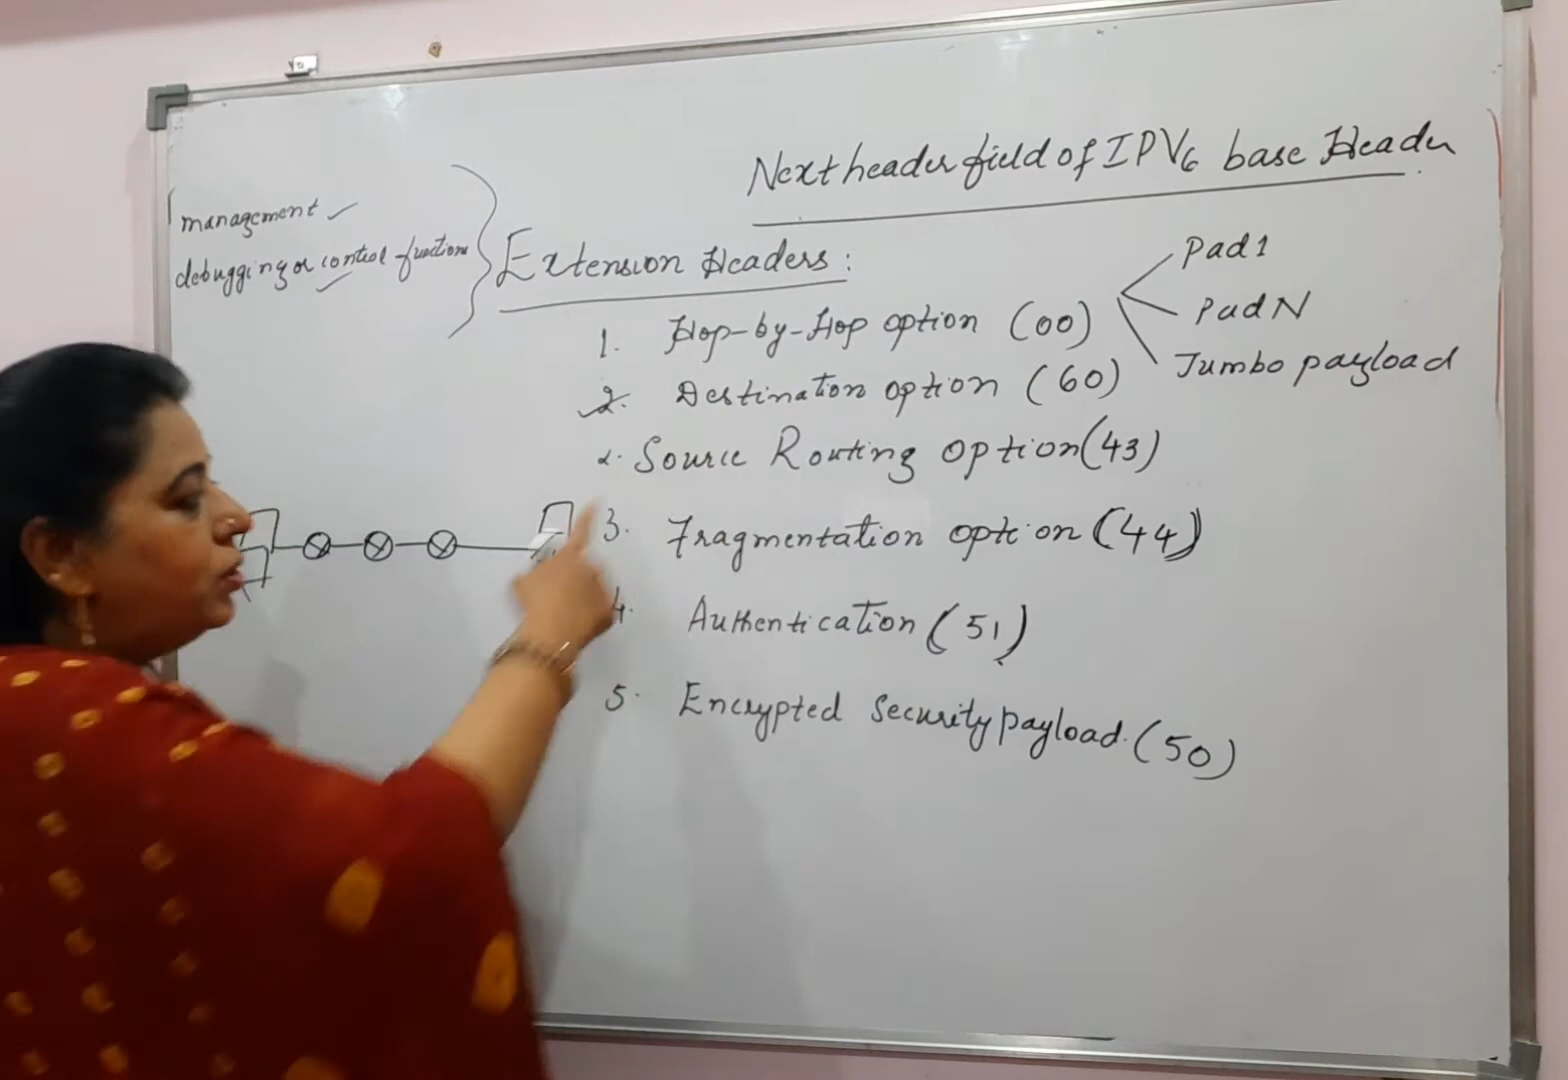 Next header field of IPV6 base Header
management
debugging or control functions
Extension Headers :
1. Hop-by-Hop option (00)
Pad1
PadN
Jumbo payload
2. Destination option (60)
2. Source Routing option (43)
3. Fragmentation option (44)
4. Authentication (51)
5. Encrypted Security payload. (50)